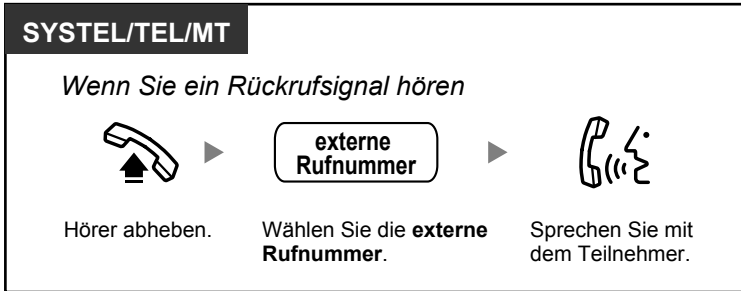 SYSTEL/TEL/MT
Wenn Sie ein Rückrufsignal hören
externe
Rufnummer
Hörer abheben.
Wählen Sie die externe
Rufnummer.
Sprechen Sie mit
dem Teilnehmer.